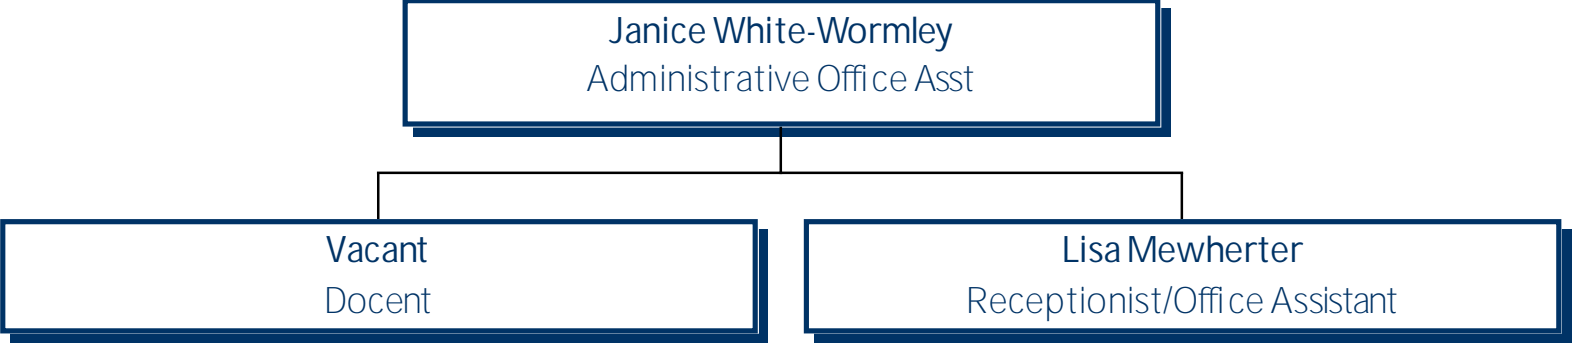 Janice White-Wormley
Administrative Office Asst
Vacant
Docent
Lisa Mewherter
Receptionist/Office Assistant